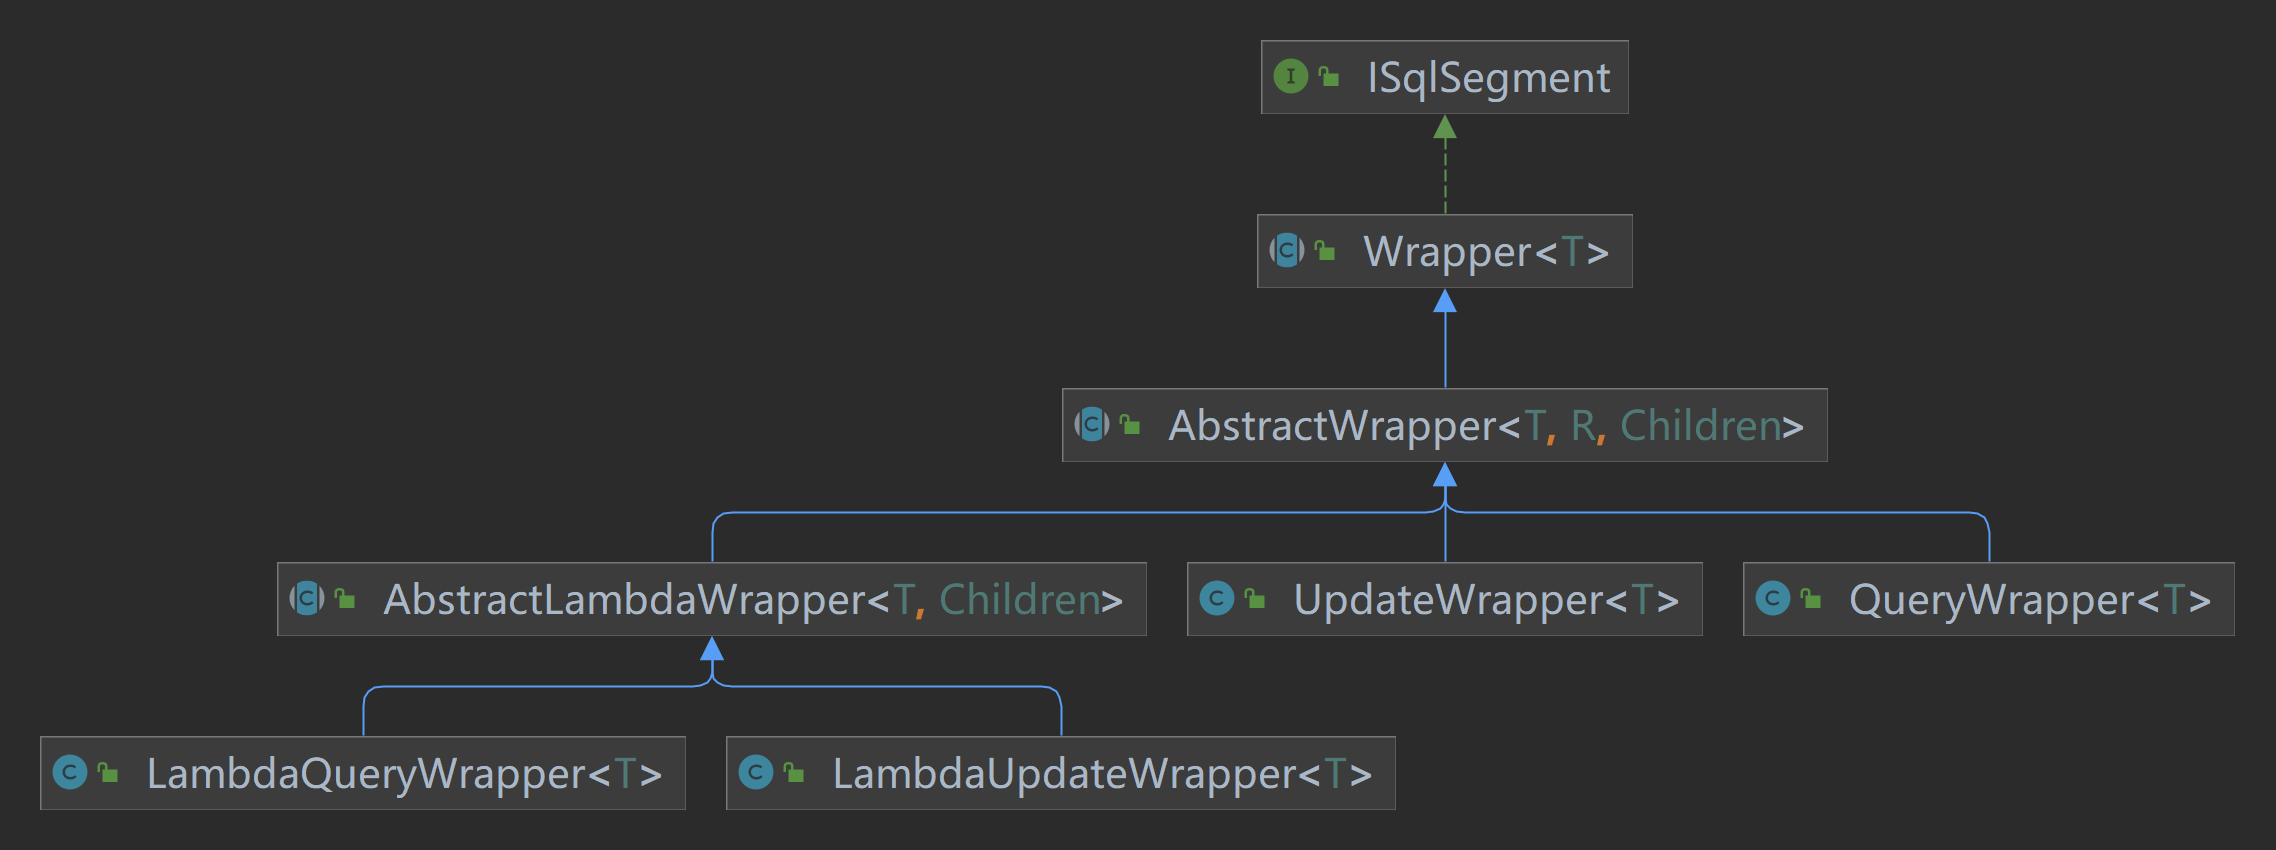 ISqlSegment
Wrapper<T>
AbstractWrapper<T, R, Children>
AbstractLambdaWrapper<T, Children>
UpdateWrapper<T>
QueryWrapper<T>
LambdaQueryWrapper<T>
LambdaUpdateWrapper<T>